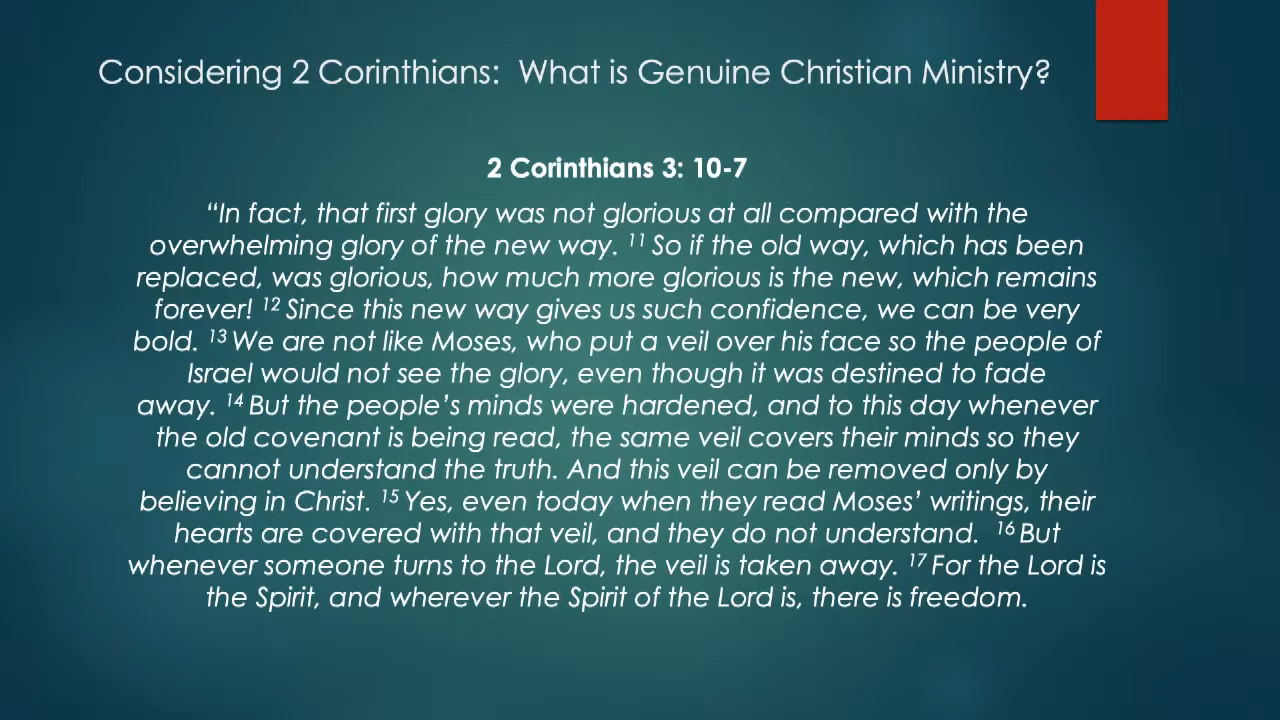 Considering 2 Corinthians:  What is Genuine Christian Ministry?
2 Corinthians 3: 10-7
“In fact, that first glory was not glorious at all compared with the
overwhelming glory of the new way. 11 So if the old way, which has been
replaced, was glorious, how much more glorious is the new, which remains
forever! 12 Since this new way gives us such confidence, we can be very
bold. 13 We are not like Moses, who put a veil over his face so the people of
Israel would not see the glory, even though it was destined to fade
away. 14 But the people’s minds were hardened, and to this day whenever
the old covenant is being read, the same veil covers their minds so they
cannot understand the truth. And this veil can be removed only by
believing in Christ. 15 Yes, even today when they read Moses’ writings, their
hearts are covered with that veil, and they do not understand.  16 But
whenever someone turns to the Lord, the veil is taken away. 17 For the Lord is
the Spirit, and wherever the Spirit of the Lord is, there is freedom.